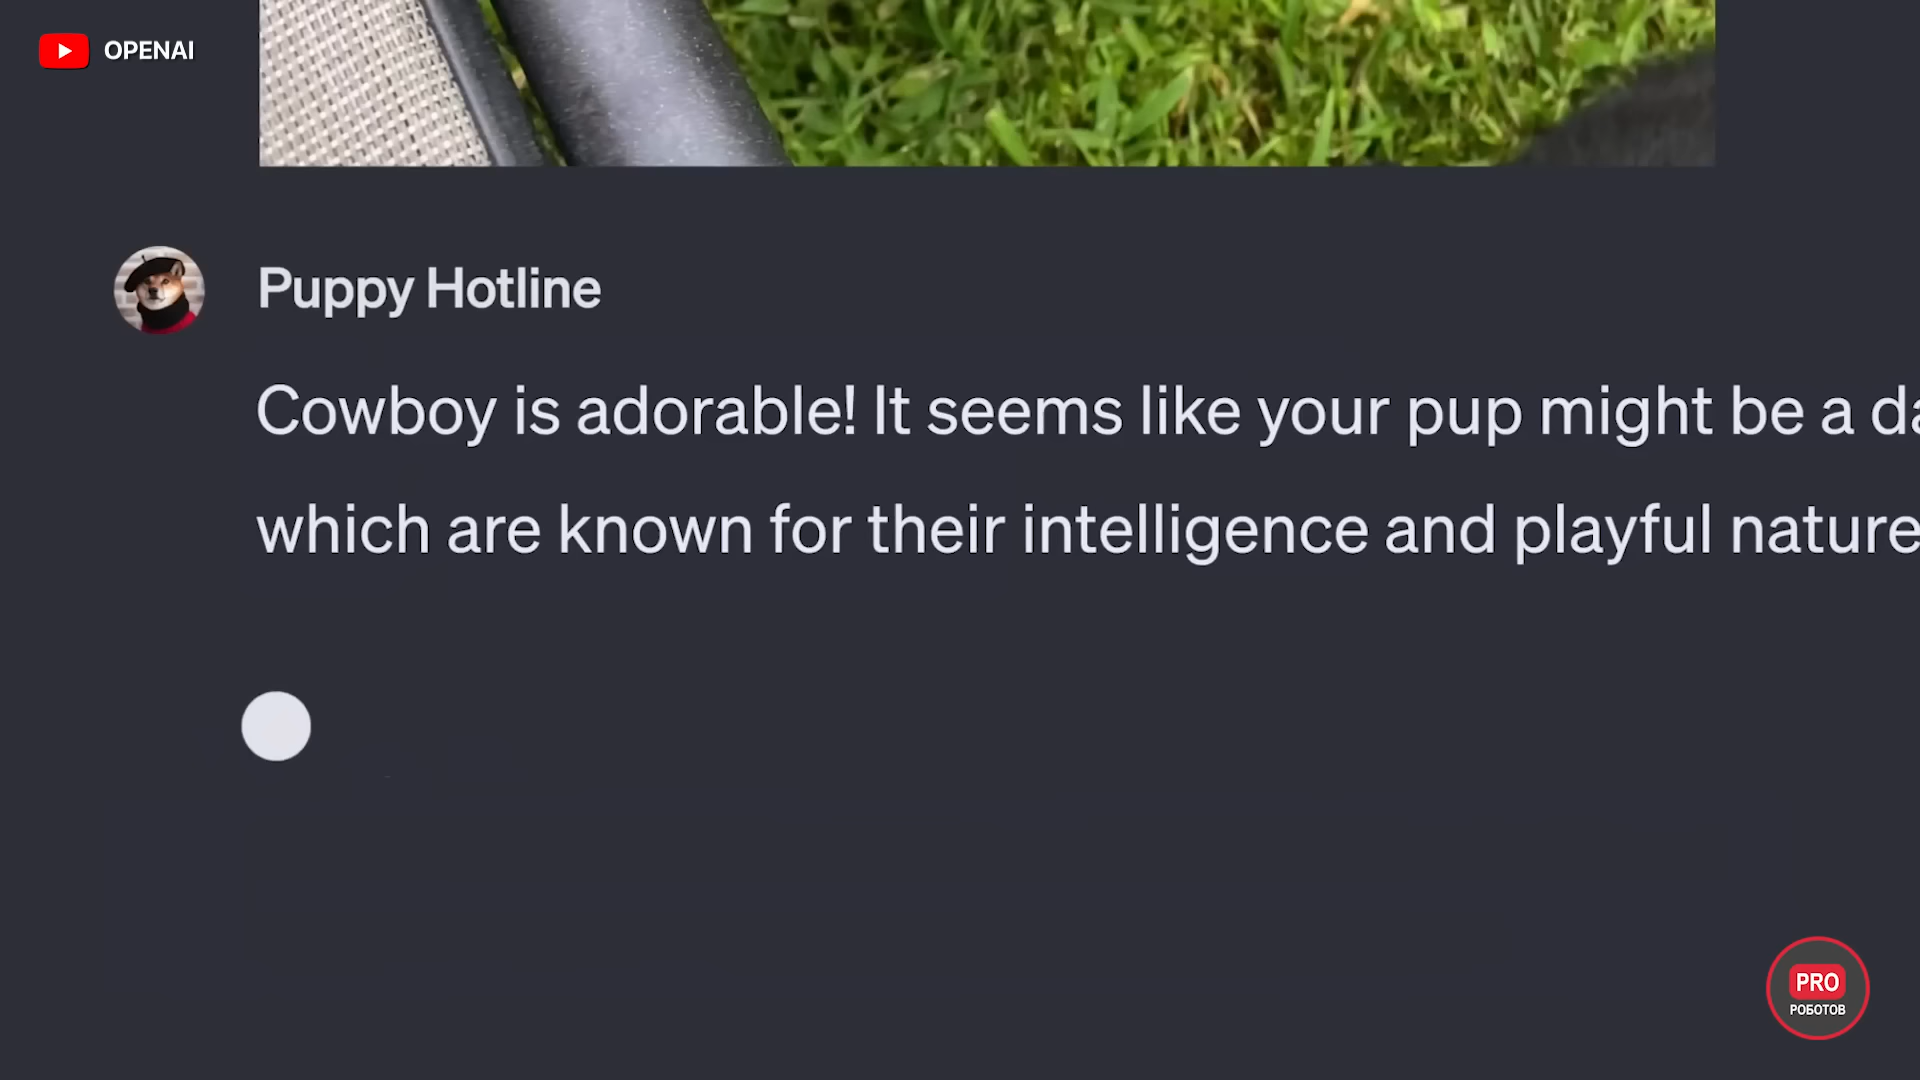 OPENAI
Puppy Hotline
Cowboy is adorable! It seems like your pup might be a
which are known for their intelligence and playful nature
PRO
РОБОТОВ